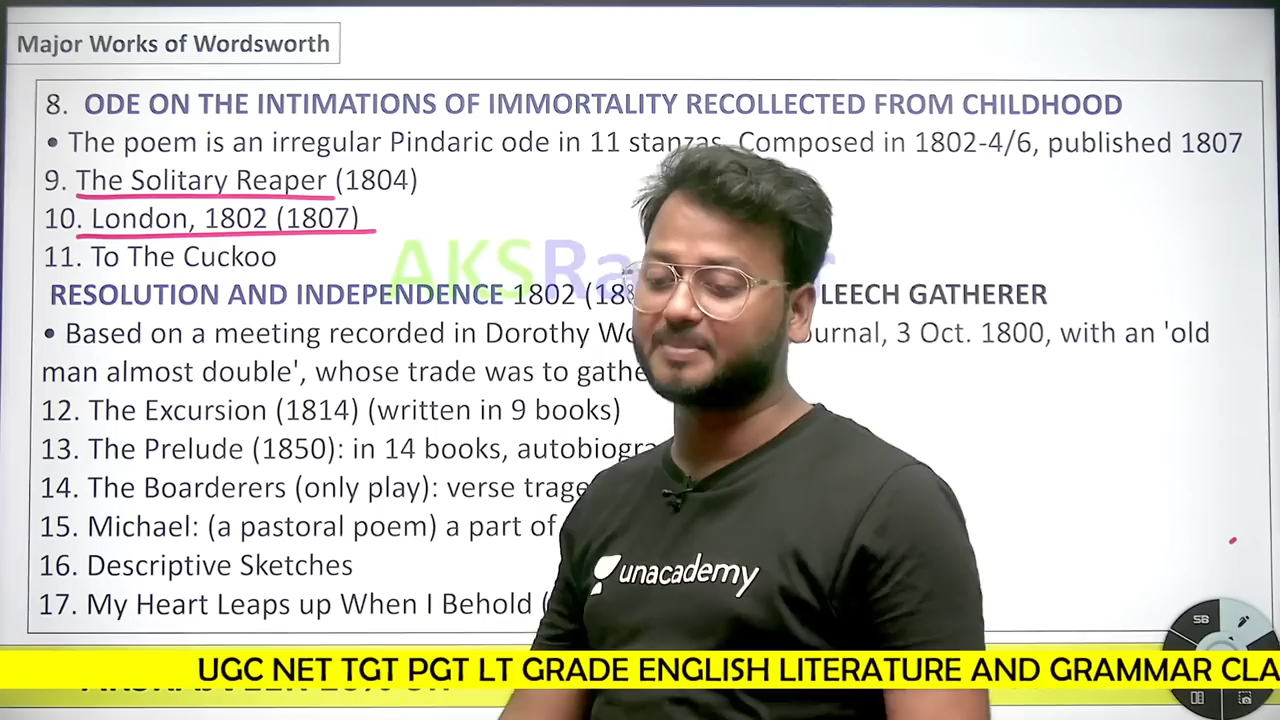 Major Works of Wordsworth
8. ODE ON THE INTIMATIONS OF IMMORTALITY RECOLLECTED FROM CHILDHOOD
• The poem is an irregular Pindaric ode in 11 stanzas. Composed in 1802-4/6, published 1807
9. The Solitary Reaper (1804)
10. London, 1802 (1807)
11. To The Cuckoo
AKS
RESOLUTION AND INDEPENDENCE 1802 (18 LEECH GATHERER
• Based on a meeting recorded in Dorothy 3 Oct. 1800, with an 'old
man almost double', whose trade was to
12. The Excursion (1814) (written in 9 books)
13. The Prelude (1850): in 14 books,
14. The Boarderers (only play): verse
15. Michael: (a pastoral poem) a part of
16. Descriptive Sketches
17. My Heart Leaps up When I Behold (
unacademy
SB
UGC NET TGT PGT LT GRADE ENGLISH LITERATURE AND GRAMMAR CLA